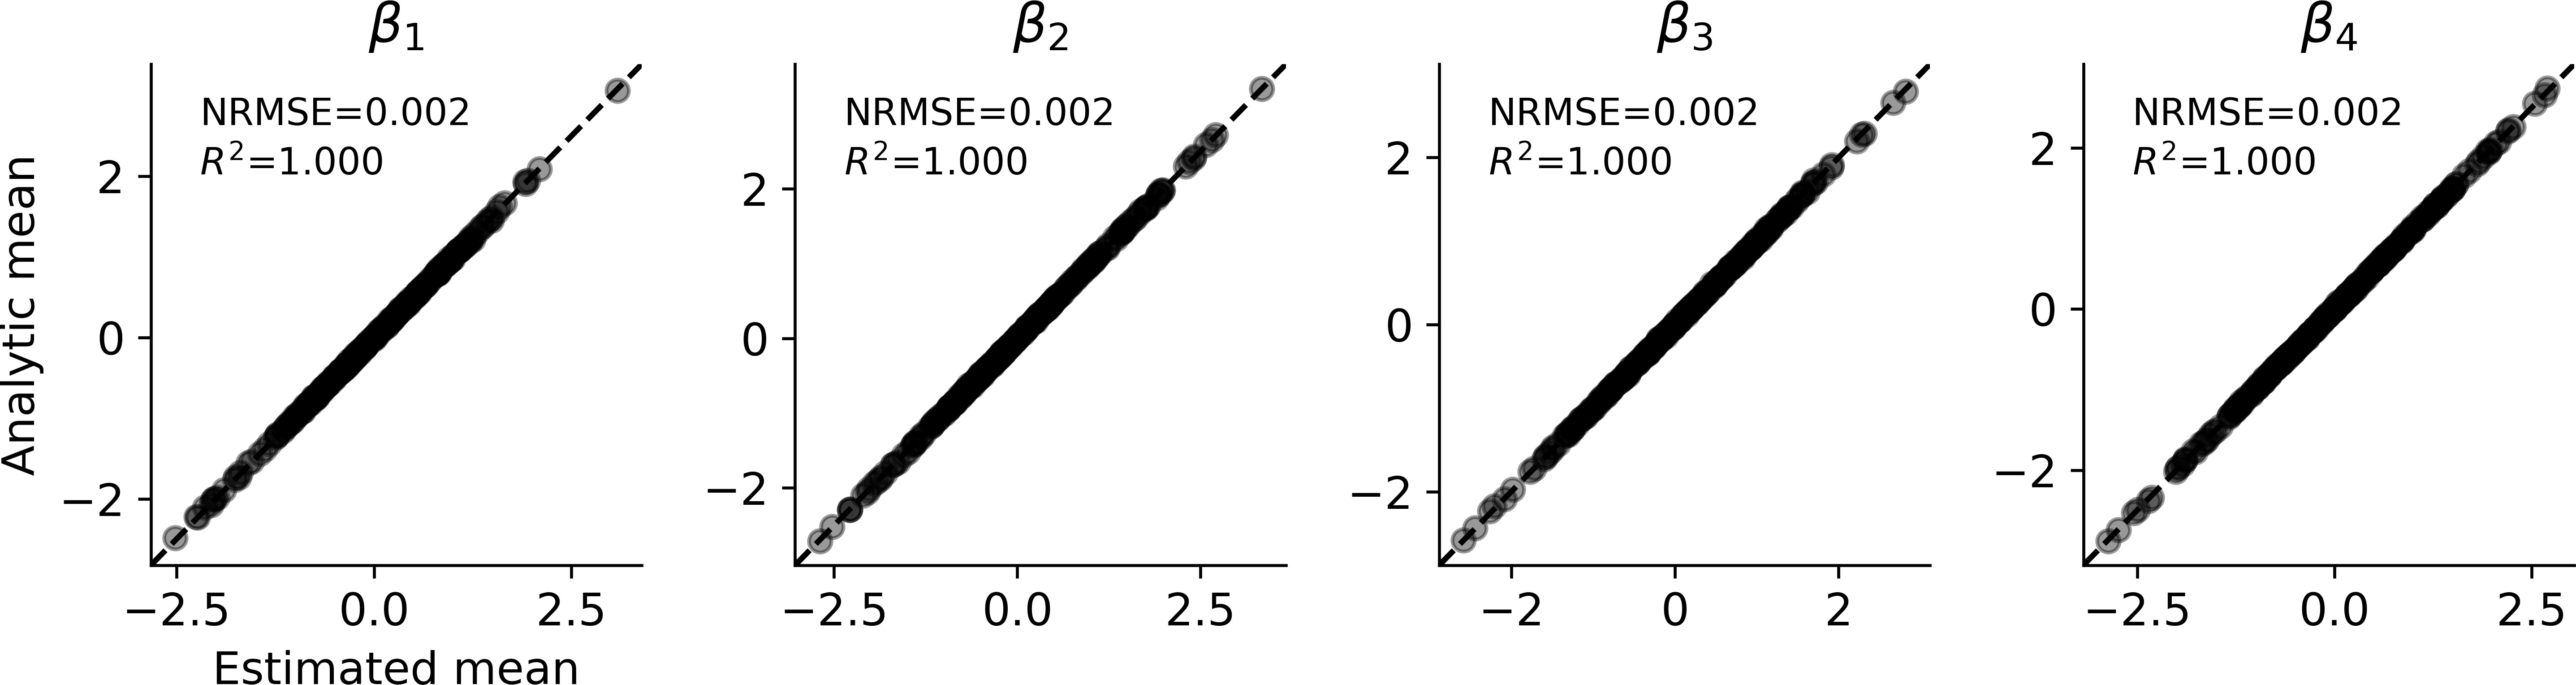 β₁
NRMSE=0.002
R²=1.000
Analytic mean
2
0
−2
−2.5 0.0 2.5
Estimated mean
β₂
NRMSE=0.002
R²=1.000
2
0
−2
−2.5 0.0 2.5
β₃
NRMSE=0.002
R²=1.000
2
0
−2
−2 0 2
β₄
NRMSE=0.002
R²=1.000
2
0
−2
−2.5 0.0 2.5